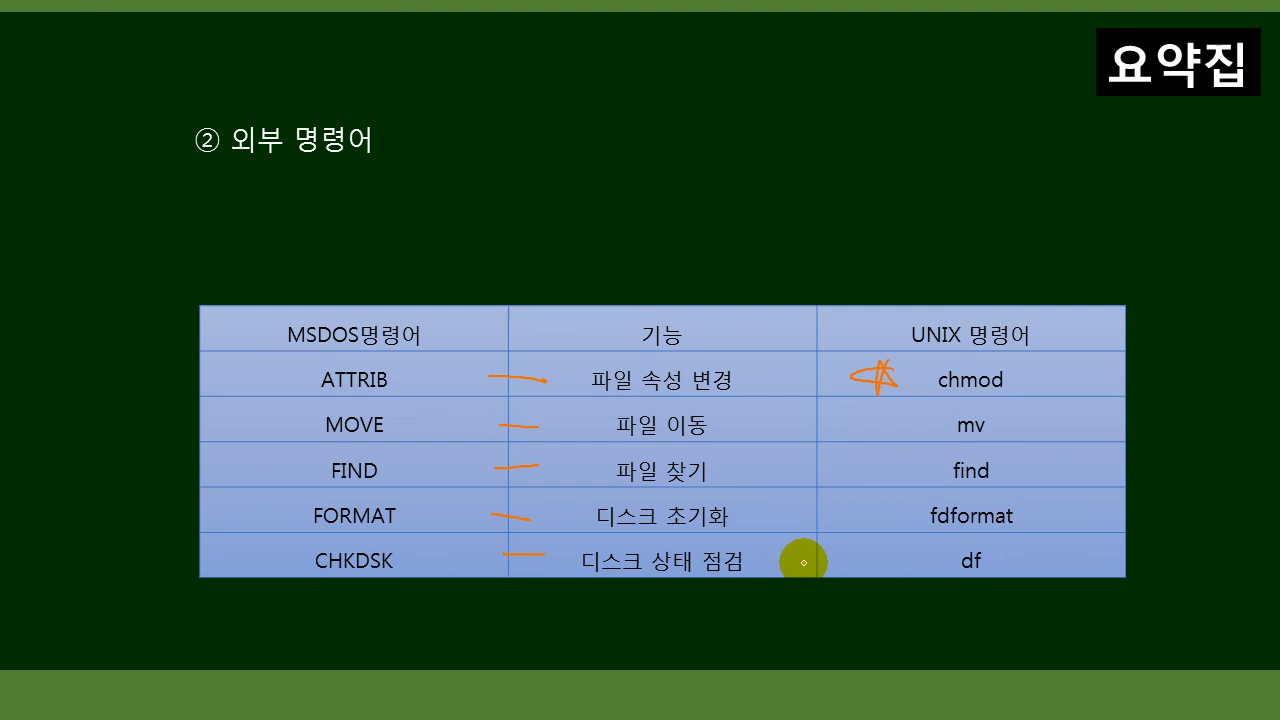 요약집
② 외부 명령어
MSDOS명령어 기능 UNIX 명령어
ATTRIB 파일 속성 변경 chmod
MOVE 파일 이동 mv
FIND 파일 찾기 find
FORMAT 디스크 초기화 fdformat
CHKDSK 디스크 상태 점검 df